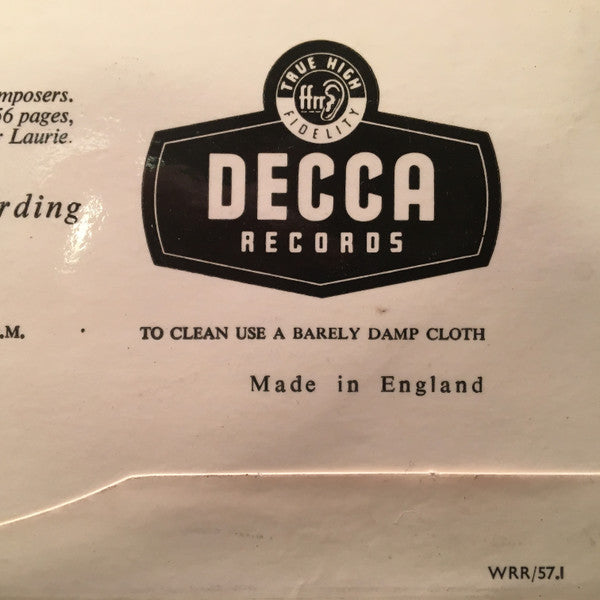 TRUE HIGH
ffrr
FIDELITY
mposers.
56 pages,
r Laurie.
DECCA
rding
RECORDS
.M. · TO CLEAN USE A BARELY DAMP CLOTH
Made in England
WRR/57.1